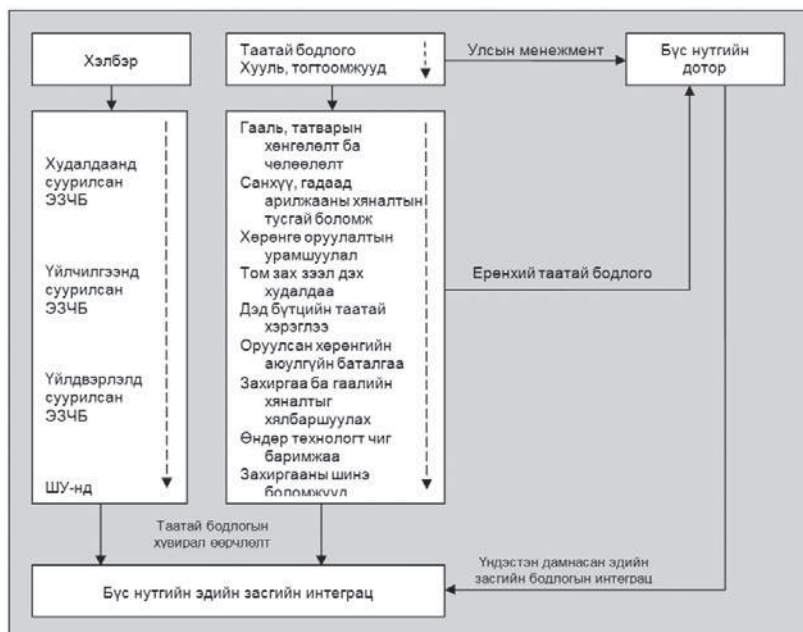 Хэлбэр
Таатай бодлого
Хууль, тогтоомжууд
Улсын менежмент
Бүс нутгийн
дотор
Худалдаанд
суурилсан
ЭЗЧБ
Үйлчилгээнд
суурилсан
ЭЗЧБ
Үйлдвэрлэлд
суурилсан
ЭЗЧБ
ШУ-нд
Гааль, татварын
хөнгөлөлт ба
чөлөөлөлт
Санхүү, гадаад
арилжааны хяналтын
тусгай боломж
Хөрөнгө оруулалтын
урамшуулал
Том зах зээл дэх
худалдаа
Дэд бүтцийн таатай
хэрэглээ
Оруулсан хөрөнгийн
аюулгүйн баталгаа
Захиргаа ба гаалийн
хяналтыг
хялбаршуулах
Өндөр технологт чиг
баримжаа
Захиргааны шинэ
боломжууд
Ерөнхий таатай бодлого
Таатай бодлогын
хувирал өөрчлөлт
Үндэстэн дамнасан эдийн
засгийн бодлогын интеграц
Бүс нутгийн эдийн засгийн интеграц